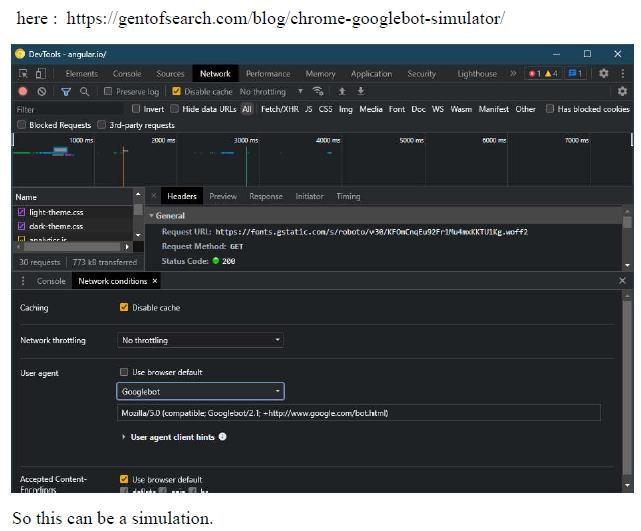 here :  https://gentofsearch.com/blog/chrome-googlebot-simulator/
DevTools - angular.io/
Elements Console Sources Network Performance Memory Application Security Lighthouse » 1 4 1
Preserve log Disable cache No throttling
Filter Invert Hide data URLs All Fetch/XHR JS CSS Img Media Font Doc WS Wasm Manifest Other Has blocked cookies
Blocked Requests 3rd-party requests
1000 ms 2000 ms 3000 ms 4000 ms 5000 ms 6000 ms 7000 ms
Name × Headers Preview Response Initiator Timing
light-theme.css General
dark-theme.css Request URL: https://fonts.gstatic.com/s/roboto/v30/KFOmCnqEu92Fr1Mu4mxKKTU1Kg.woff2
analytics.js Request Method: GET
30 requests 773 kB transferred Status Code: 200
Console Network conditions ×
Caching Disable cache
Network throttling No throttling
User agent Use browser default
Googlebot
Mozilla/5.0 (compatible; Googlebot/2.1; +http://www.google.com/bot.html)
User agent client hints
Accepted Content- Use browser default
Encodings deflate gzip br
So this can be a simulation.